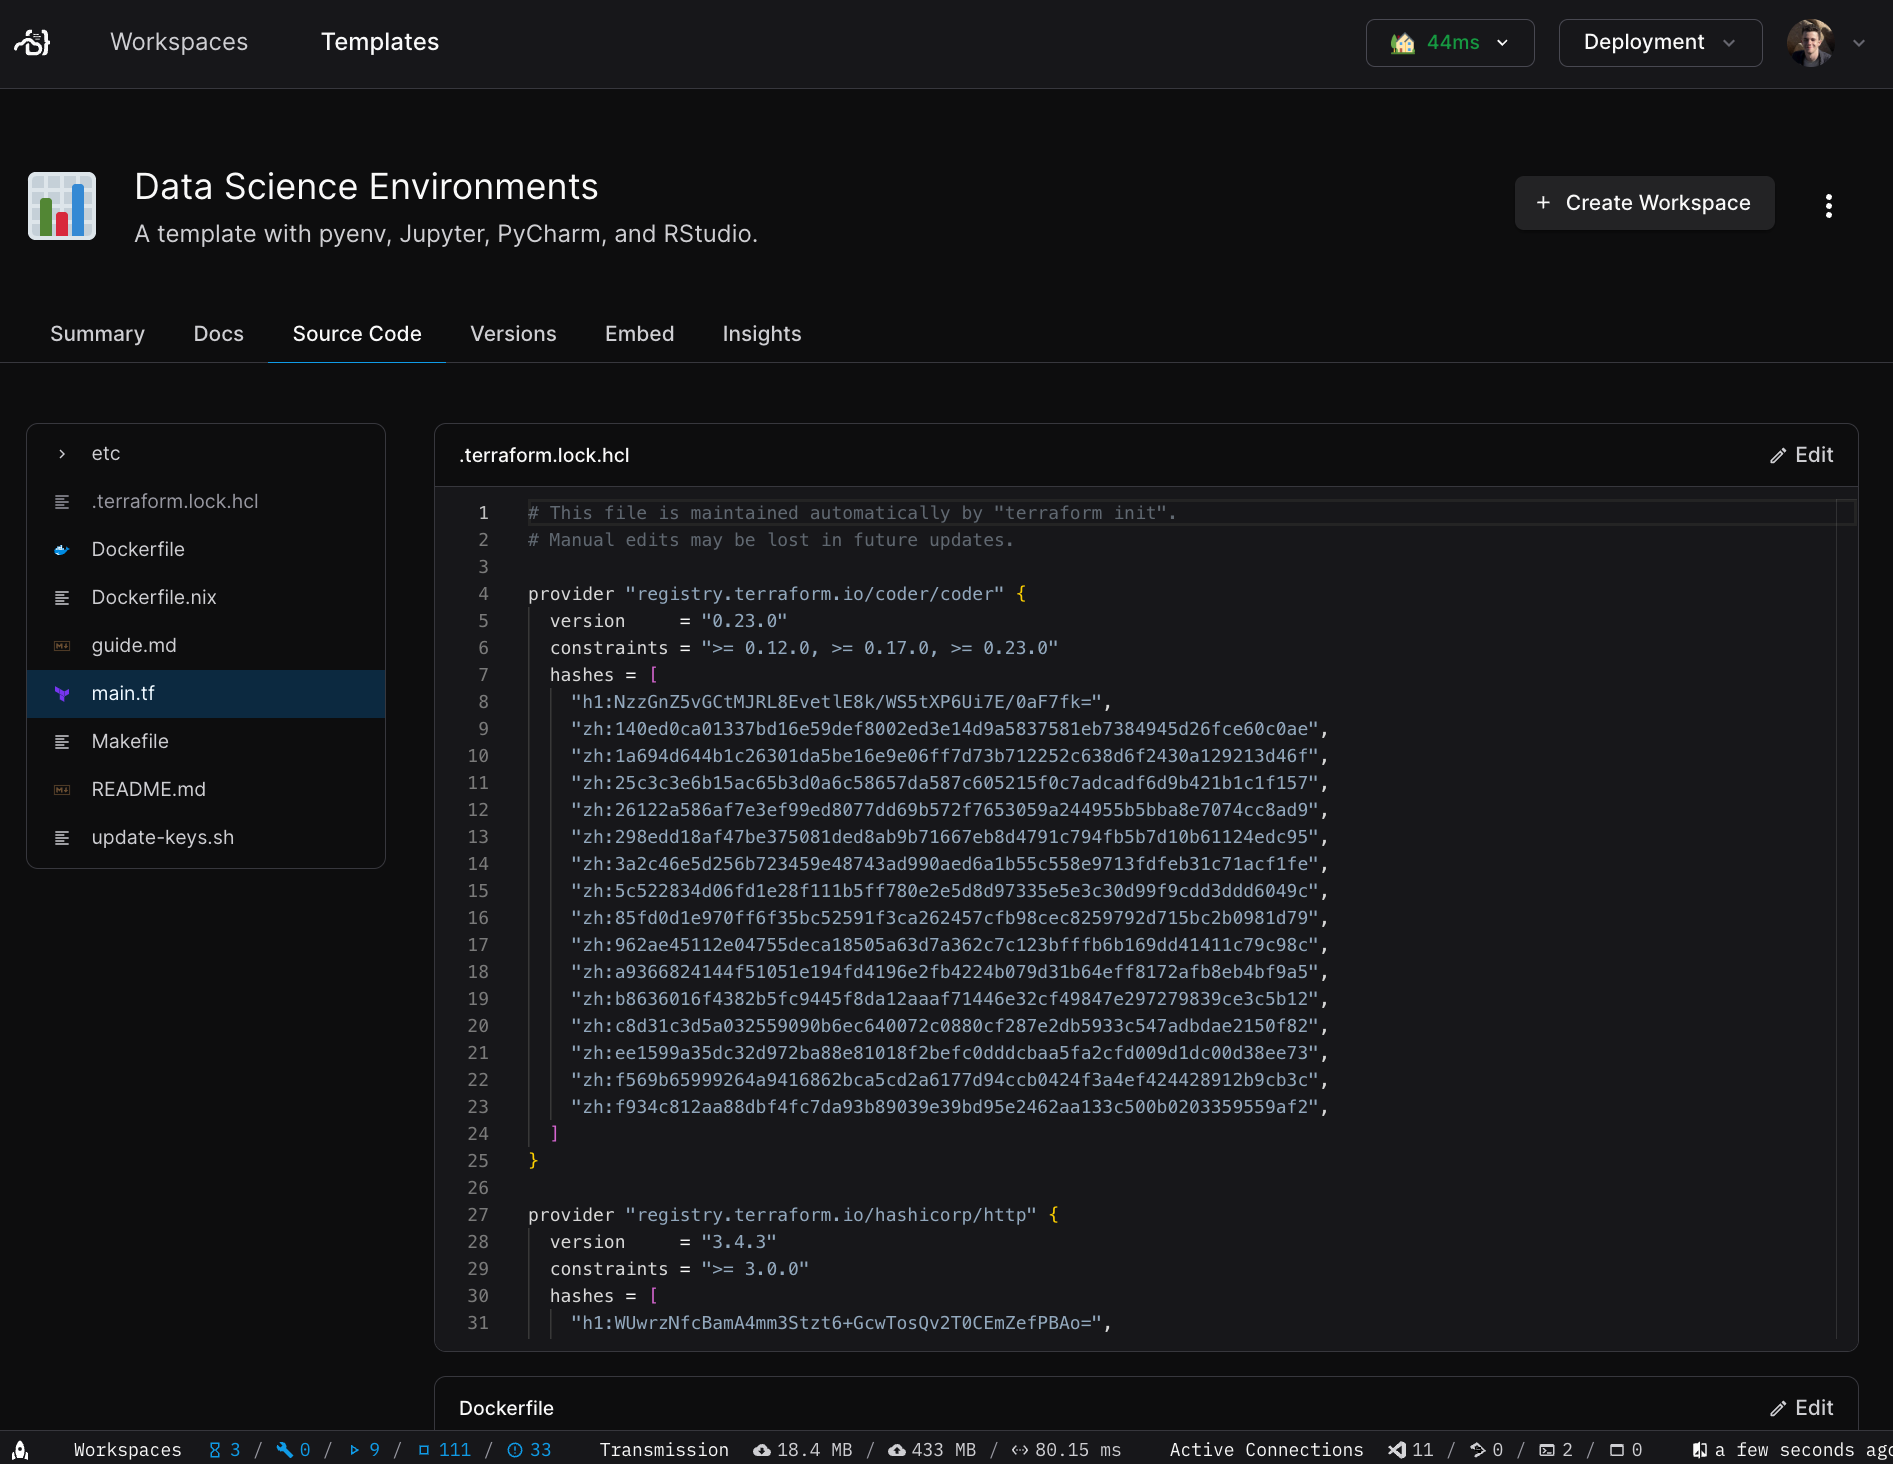 Workspaces
Templates
44ms
Deployment
Data Science Environments
A template with pyenv, Jupyter, PyCharm, and RStudio.
+ Create Workspace
Summary
Docs
Source Code
Versions
Embed
Insights
etc
.terraform.lock.hcl
Dockerfile
Dockerfile.nix
guide.md
main.tf
Makefile
README.md
update-keys.sh
.terraform.lock.hcl
Edit
1 # This file is maintained automatically by "terraform init".
2 # Manual edits may be lost in future updates.
3
4 provider "registry.terraform.io/coder/coder" {
5 version     = "0.23.0"
6 constraints = ">= 0.12.0, >= 0.17.0, >= 0.23.0"
7 hashes = [
8 "h1:NzzGnZ5vGCtMJRL8EvetlE8k/WS5tXP6Ui7E/0aF7fk=",
9 "zh:140ed0ca01337bd16e59def8002ed3e14d9a5837581eb7384945d26fce60c0ae",
10 "zh:1a694d644b1c26301da5be16e9e06ff7d73b712252c638d6f2430a129213d46f",
11 "zh:25c3c3e6b15ac65b3d0a6c58657da587c605215f0c7adcadf6d9b421b1c1f157",
12 "zh:26122a586af7e3ef99ed8077dd69b572f7653059a244955b5bba8e7074cc8ad9",
13 "zh:298edd18af47be375081ded8ab9b71667eb8d4791c794fb5b7d10b61124edc95",
14 "zh:3a2c46e5d256b723459e48743ad990aed6a1b55c558e9713fdfeb31c71acf1fe",
15 "zh:5c522834d06fd1e28f111b5ff780e2e5d8d97335e5e3c30d99f9cdd3ddd6049c",
16 "zh:85fd0d1e970ff6f35bc52591f3ca262457cfb98cec8259792d715bc2b0981d79",
17 "zh:962ae45112e04755deca18505a63d7a362c7c123bfffb6b169dd41411c79c98c",
18 "zh:a9366824144f51051e194fd4196e2fb4224b079d31b64eff8172afb8eb4bf9a5",
19 "zh:b8636016f4382b5fc9445f8da12aaaf71446e32cf49847e297279839ce3c5b12",
20 "zh:c8d31c3d5a032559090b6ec640072c0880cf287e2db5933c547adbdae2150f82",
21 "zh:ee1599a35dc32d972ba88e81018f2befc0dddcbaa5fa2cfd009d1dc00d38ee73",
22 "zh:f569b65999264a9416862bca5cd2a6177d94ccb0424f3a4ef424428912b9cb3c",
23 "zh:f934c812aa88dbf4fc7da93b89039e39bd95e2462aa133c500b0203359559af2",
24 ]
25 }
26
27 provider "registry.terraform.io/hashicorp/http" {
28 version     = "3.4.3"
29 constraints = ">= 3.0.0"
30 hashes = [
31 "h1:WUwrzNfcBamA4mm3Stzt6+GcwTosQv2T0CEmZefPBAo=",
Dockerfile
Edit
Workspaces 3 / 0 / 9 / 111 / 33 Transmission 18.4 MB / 433 MB / 80.15 ms Active Connections 11 / 0 / 2 / 0 a few seconds ago